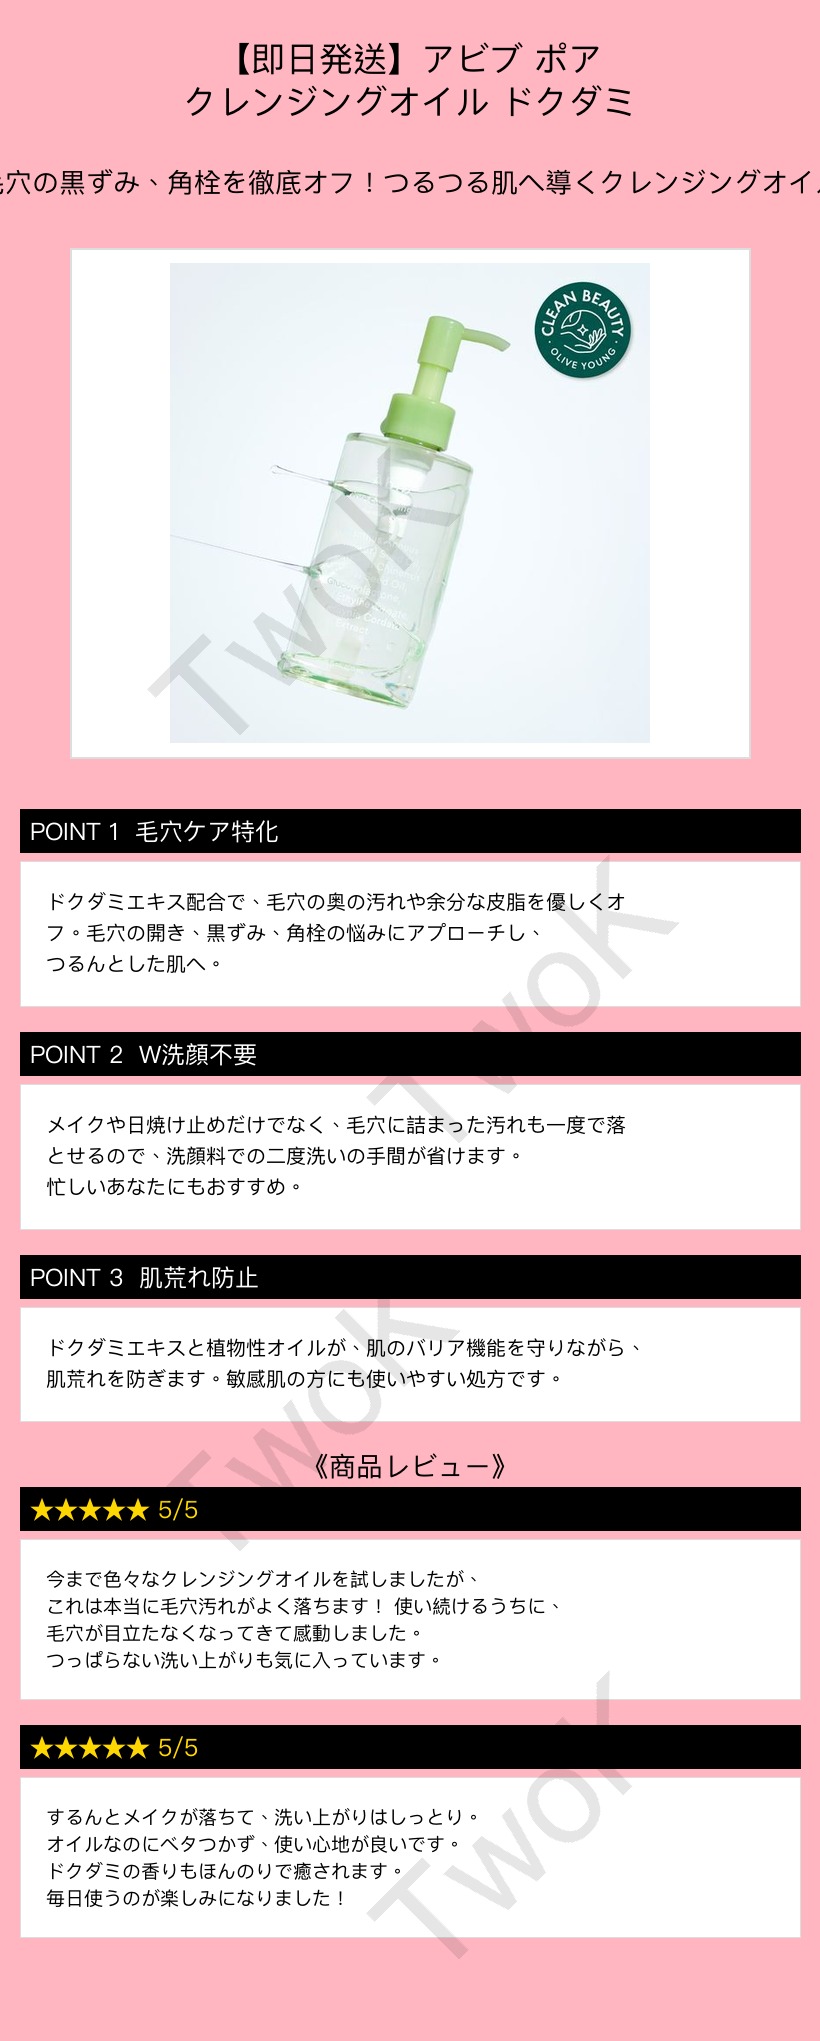 【即日発送】アビブ ポア
クレンジングオイル ドクダミ
穴の黒ずみ、角栓を徹底オフ！つるつる肌へ導くクレンジングオイ
CLEAN BEAUTY
OLIVE YOUNG
Extract
TwoK
POINT 1 毛穴ケア特化
ドクダミエキス配合で、毛穴の奥の汚れや余分な皮脂を優しくオ
フ。毛穴の開き、黒ずみ、角栓の悩みにアプローチし、
つるんとした肌へ。
TwoK
POINT 2 W洗顔不要
メイクや日焼け止めだけでなく、毛穴に詰まった汚れも一度で落
とせるので、洗顔料での二度洗いの手間が省けます。
忙しいあなたにもおすすめ。
POINT 3 肌荒れ防止
ドクダミエキスと植物性オイルが、肌のバリア機能を守りながら、
肌荒れを防ぎます。敏感肌の方にも使いやすい処方です。
TwoK
《商品レビュー》
★★★★★ 5/5
今まで色々なクレンジングオイルを試しましたが、
これは本当に毛穴汚れがよく落ちます！ 使い続けるうちに、
毛穴が目立たなくなってきて感動しました。
つっぱらない洗い上がりも気に入っています。
★★★★★ 5/5
するんとメイクが落ちて、洗い上がりはしっとり。
オイルなのにベタつかず、使い心地が良いです。
ドクダミの香りもほんのりで癒されます。
毎日使うのが楽しみになりました！
TwoK